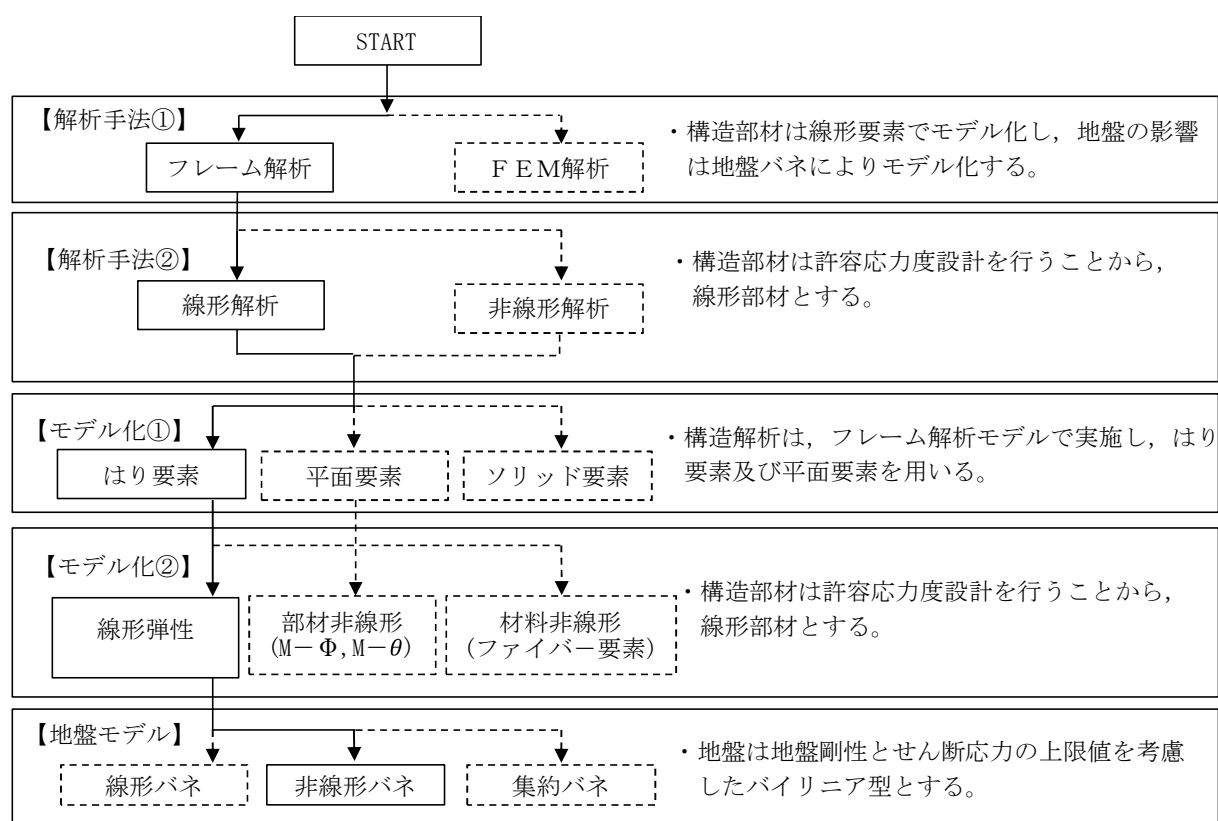 START
【解析手法①】
フレーム解析
FEM解析
・構造部材は線形要素でモデル化し，地盤の影響
は地盤バネによりモデル化する。
【解析手法②】
線形解析
非線形解析
・構造部材は許容応力度設計を行うことから，
線形部材とする。
【モデル化①】
はり要素
平面要素
ソリッド要素
・構造解析は，フレーム解析モデルで実施し，はり
要素及び平面要素を用いる。
【モデル化②】
線形弾性
部材非線形
(M－Φ,M－θ)
材料非線形
(ファイバー要素)
・構造部材は許容応力度設計を行うことから，
線形部材とする。
【地盤モデル】
線形バネ
非線形バネ
集約バネ
・地盤は地盤剛性とせん断応力の上限値を考慮
したバイリニア型とする。